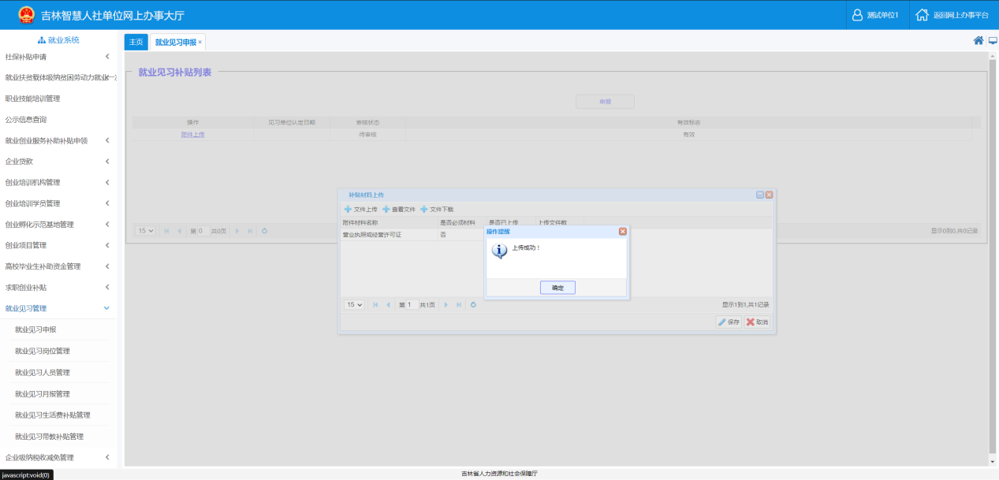 吉林智慧人社单位网上办事大厅
测试单位1
返回网上办事平台
就业系统
主页
就业见习申报×
社保补贴申请
就业扶贫载体吸纳贫困劳动力就业一次
职业技能培训管理
公示信息查询
就业创业服务补助补贴申领
企业贷款
创业培训机构管理
创业培训学员管理
创业孵化示范基地管理
创业项目管理
高校毕业生补助资金管理
求职创业补贴
就业见习管理
就业见习申报
就业见习岗位管理
就业见习人员管理
就业见习月报管理
就业见习生活费补贴管理
就业见习带教补贴管理
企业吸纳税收减免管理
javascript:void(0)
就业见习补贴列表
申报
操作 见习单位认定日期 审核状态 有效标志
附件上传 待审核 有效
15 第 0 共0页
显示0到0,共0记录
补贴材料上传
文件上传 查看文件 文件下载
附件材料名称 是否必须材料 是否已上传 上传文件数
营业执照或经营许可证 否
操作提醒
上传成功！
确定
15 第 1 共1页
显示1到1,共1记录
保存 取消
吉林省人力资源和社会保障厅